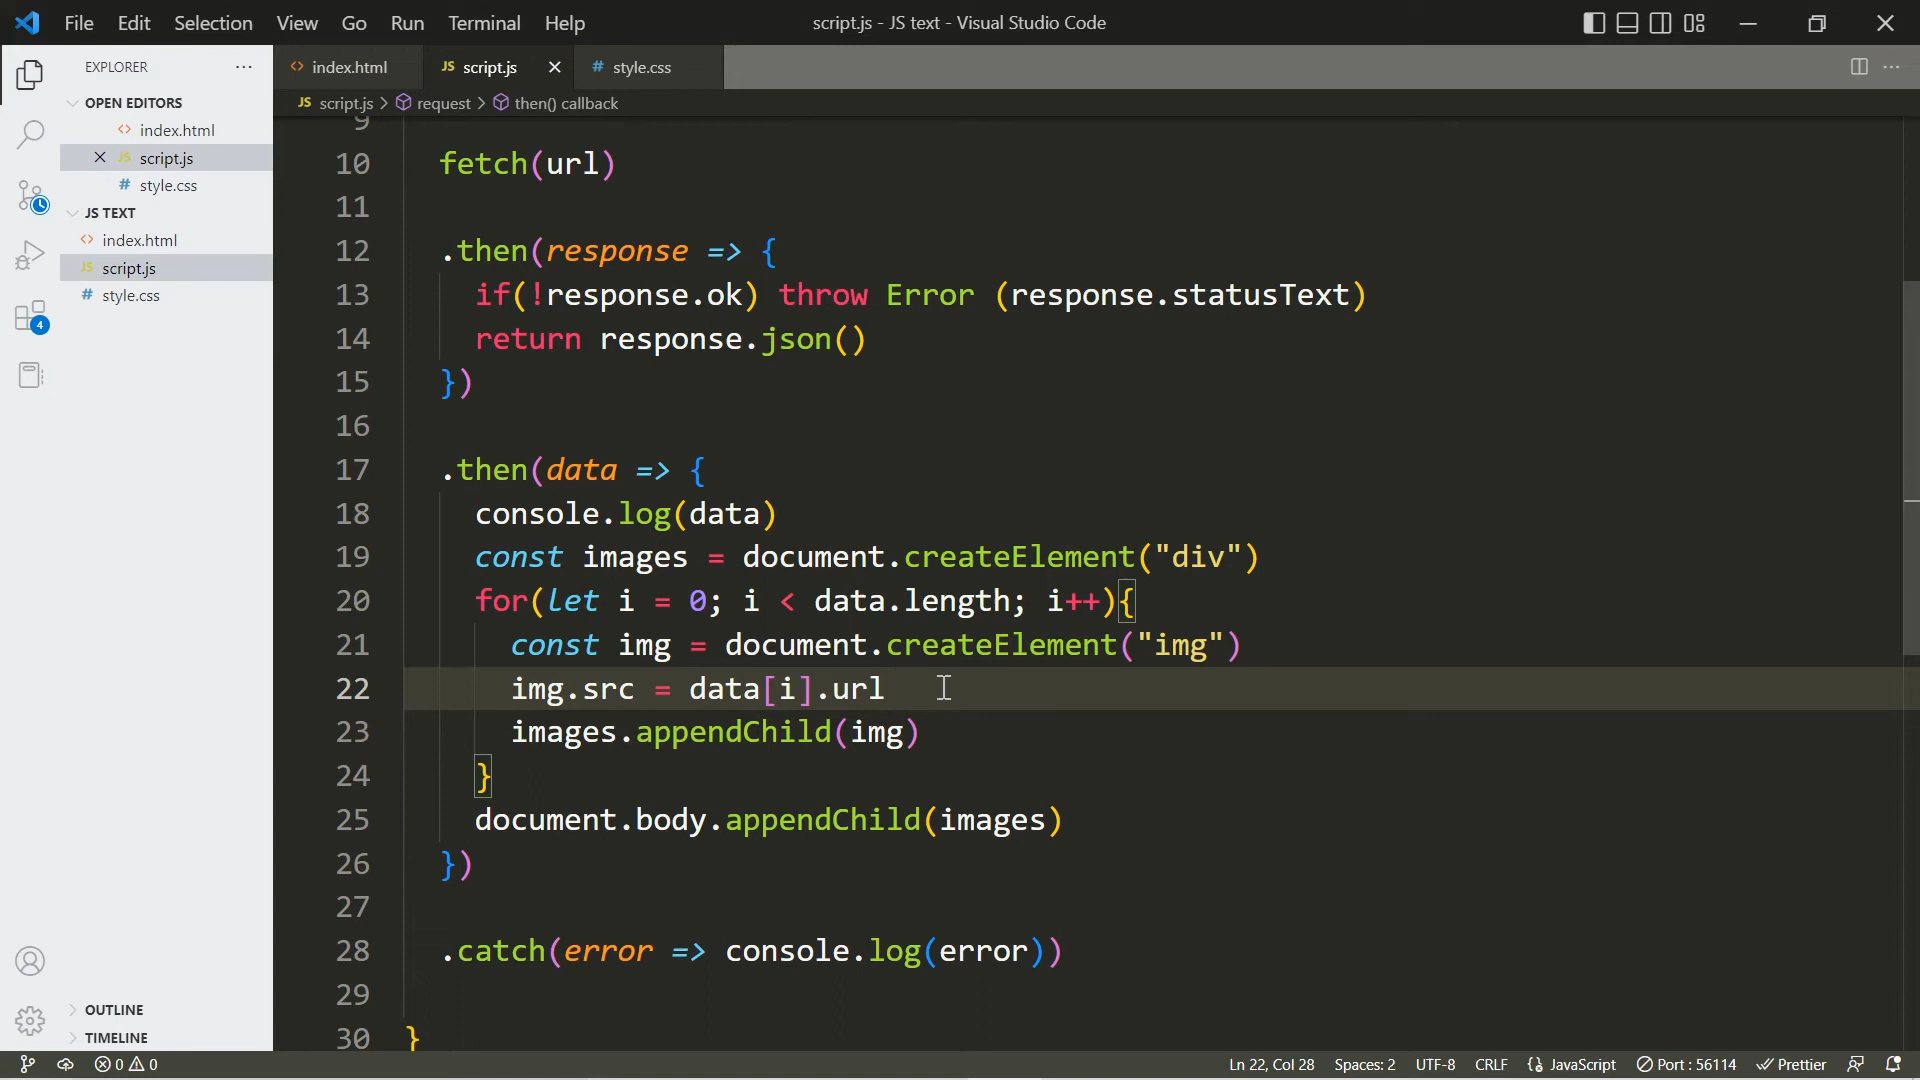 File Edit Selection View Go Run Terminal Help script.js - JS text - Visual Studio Code
EXPLORER
OPEN EDITORS
index.html
JS script.js
# style.css
JS TEXT
index.html
JS script.js
# style.css
4
OUTLINE
TIMELINE
index.html JS script.js # style.css
JS script.js > request > then() callback
9
10 fetch(url)
11
12 .then(response => {
13 if(!response.ok) throw Error (response.statusText)
14 return response.json()
15 })
16
17 .then(data => {
18 console.log(data)
19 const images = document.createElement("div")
20 for(let i = 0; i < data.length; i++){
21 const img = document.createElement("img")
22 img.src = data[i].url
23 images.appendChild(img)
24 }
25 document.body.appendChild(images)
26 })
27
28 .catch(error => console.log(error))
29
30 }
0 0 Ln 22, Col 28 Spaces: 2 UTF-8 CRLF {} JavaScript Port : 56114 Prettier